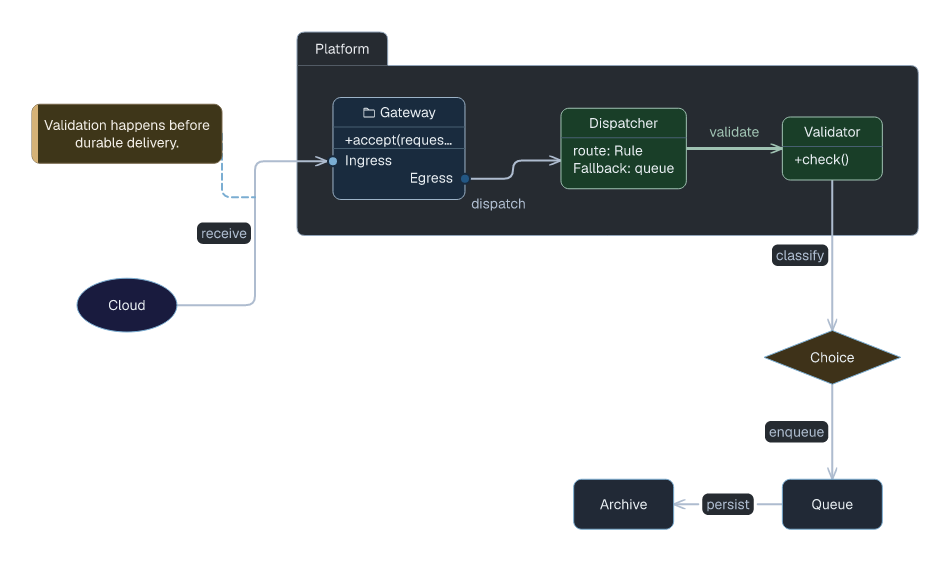 Platform
Gateway
+accept(reques...
Ingress
Egress
Dispatcher
route: Rule
Fallback: queue
validate
Validator
+check()
Validation happens before
durable delivery.
dispatch
receive
classify
Cloud
Choice
enqueue
Archive
persist
Queue